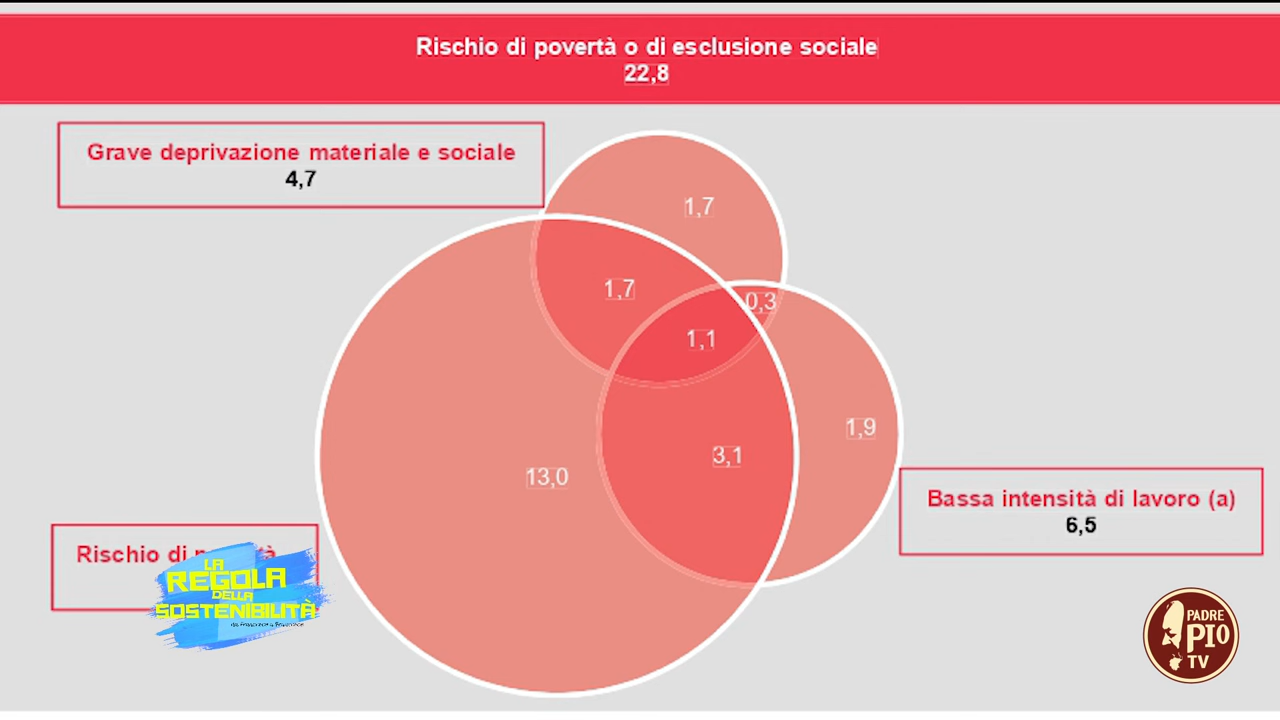 Rischio di povertà o di esclusione sociale
22,8
Grave deprivazione materiale e sociale
4,7
1,7
1,7
0,3
1,1
1,9
3,1
13,0
Bassa intensità di lavoro (a)
6,5
Rischio di
LA
REGOLA
DELLA
SOSTENIBILITÀ
PADRE
PIO
TV